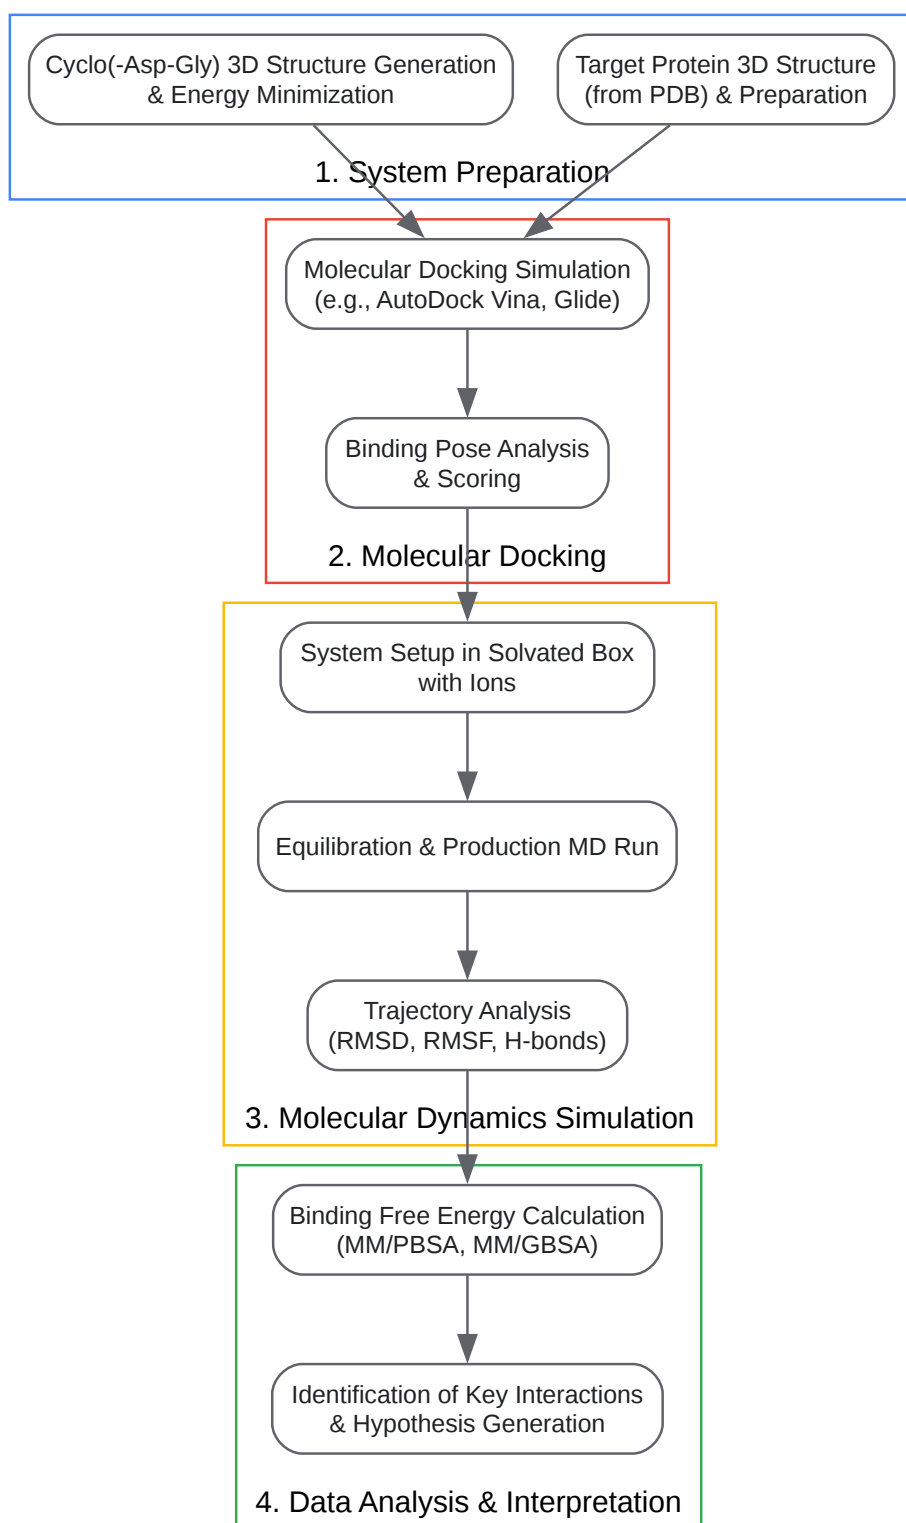 Cyclo(-Asp-Gly) 3D Structure Generation
& Energy Minimization
Target Protein 3D Structure
(from PDB) & Preparation
1. System Preparation
Molecular Docking Simulation
(e.g., AutoDock Vina, Glide)
Binding Pose Analysis
& Scoring
2. Molecular Docking
System Setup in Solvated Box
with Ions
Equilibration & Production MD Run
Trajectory Analysis
(RMSD, RMSF, H-bonds)
3. Molecular Dynamics Simulation
Binding Free Energy Calculation
(MM/PBSA, MM/GBSA)
Identification of Key Interactions
& Hypothesis Generation
4. Data Analysis & Interpretation